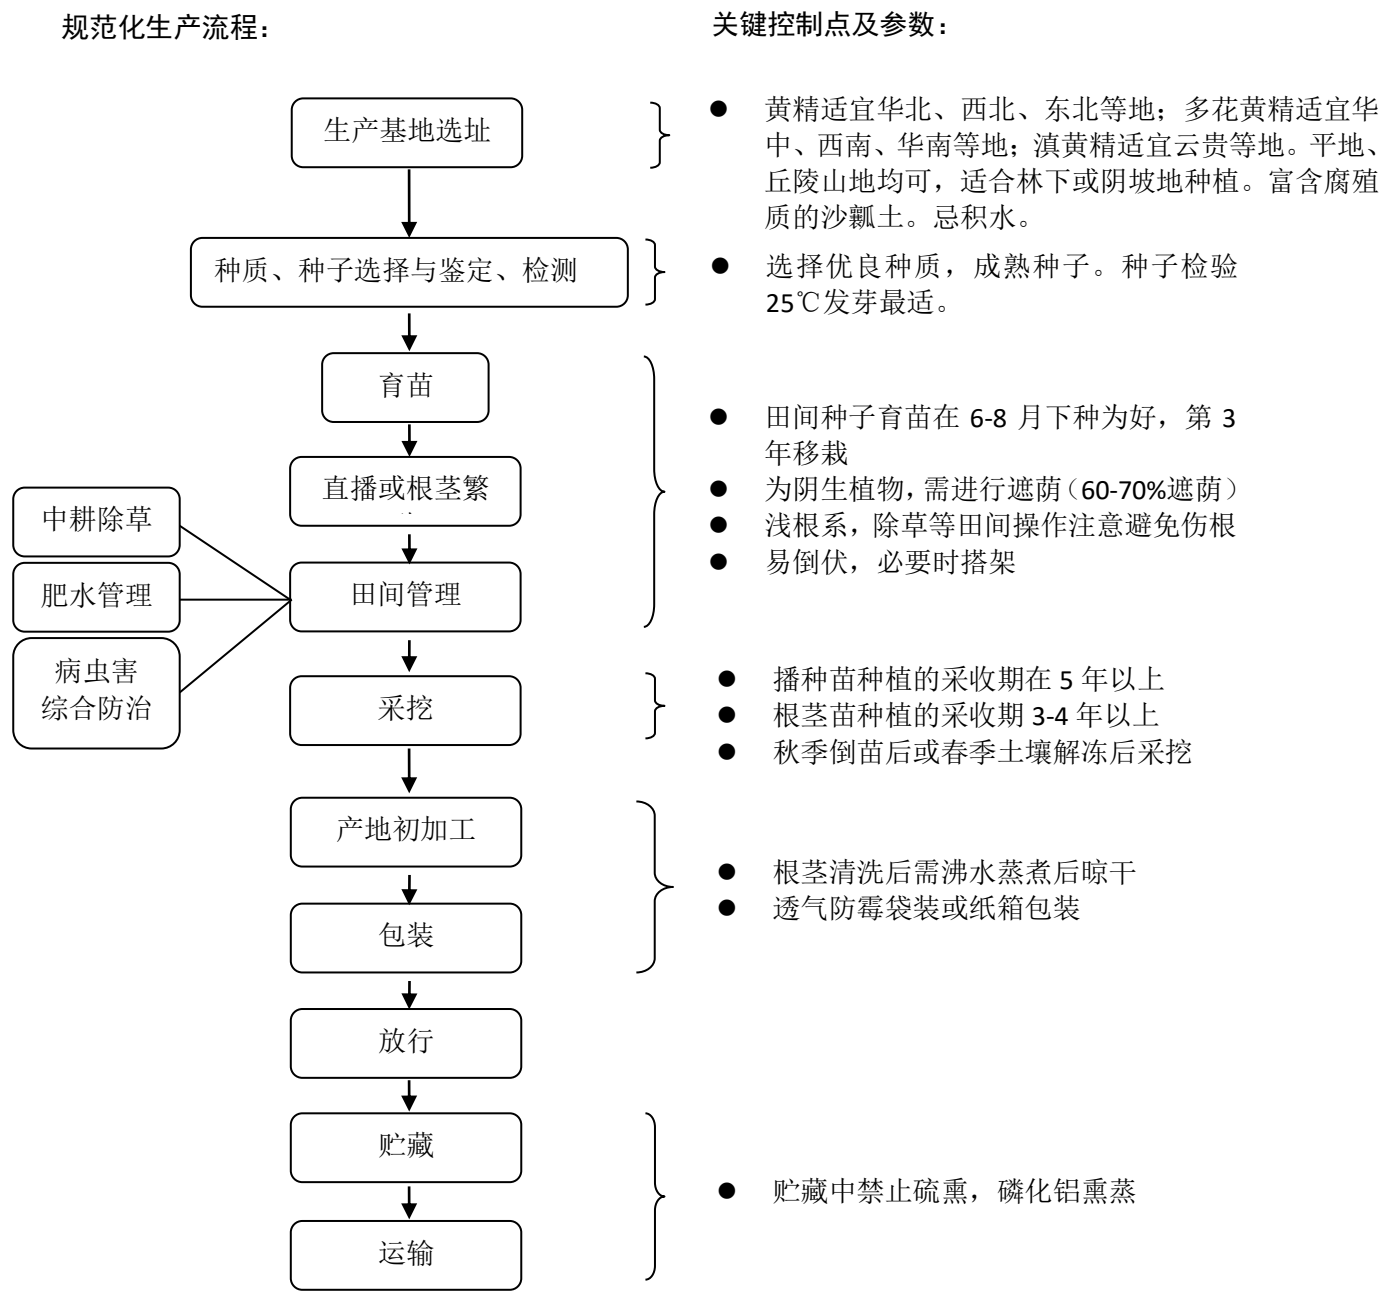 规范化生产流程：
关键控制点及参数：
生产基地选址
● 黄精适宜华北、西北、东北等地；多花黄精适宜华
中、西南、华南等地；滇黄精适宜云贵等地。平地、
丘陵山地均可，适合林下或阴坡地种植。富含腐殖
质的沙瓤土。忌积水。
种质、种子选择与鉴定、检测
● 选择优良种质，成熟种子。种子检验
25℃发芽最适。
育苗
直播或根茎繁
中耕除草
肥水管理
病虫害
综合防治
田间管理
● 田间种子育苗在 6-8 月下种为好，第 3
年移栽
● 为阴生植物，需进行遮荫（60-70%遮荫）
● 浅根系，除草等田间操作注意避免伤根
● 易倒伏，必要时搭架
采挖
● 播种苗种植的采收期在 5 年以上
● 根茎苗种植的采收期 3-4 年以上
● 秋季倒苗后或春季土壤解冻后采挖
产地初加工
包装
● 根茎清洗后需沸水蒸煮后晾干
● 透气防霉袋装或纸箱包装
放行
贮藏
运输
● 贮藏中禁止硫熏，磷化铝熏蒸